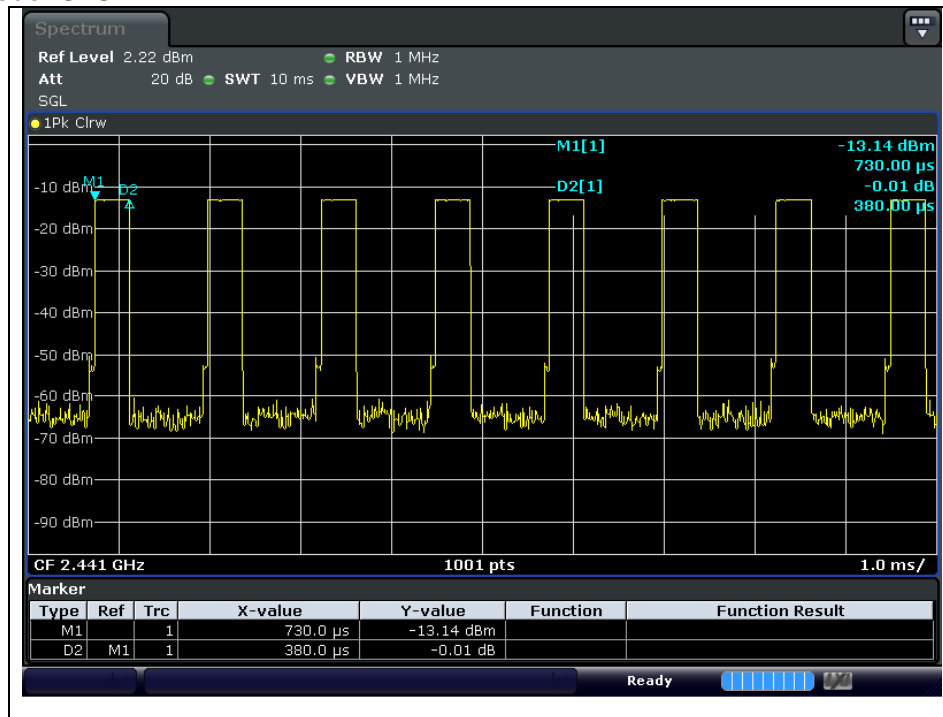 Spectrum
Ref Level 2.22 dBm RBW 1 MHz
Att 20 dB SWT 10 ms VBW 1 MHz
SGL
1Pk Clrw
M1[1] -13.14 dBm
730.00 µs
D2[1] -0.01 dB
380.00 µs
M1
D2
-10 dBm
-20 dBm
-30 dBm
-40 dBm
-50 dBm
-60 dBm
-70 dBm
-80 dBm
-90 dBm
CF 2.441 GHz 1001 pts 1.0 ms/
Marker
Type Ref Trc X-value Y-value Function Function Result
M1 1 730.0 µs -13.14 dBm
D2 M1 1 380.0 µs -0.01 dB
Ready